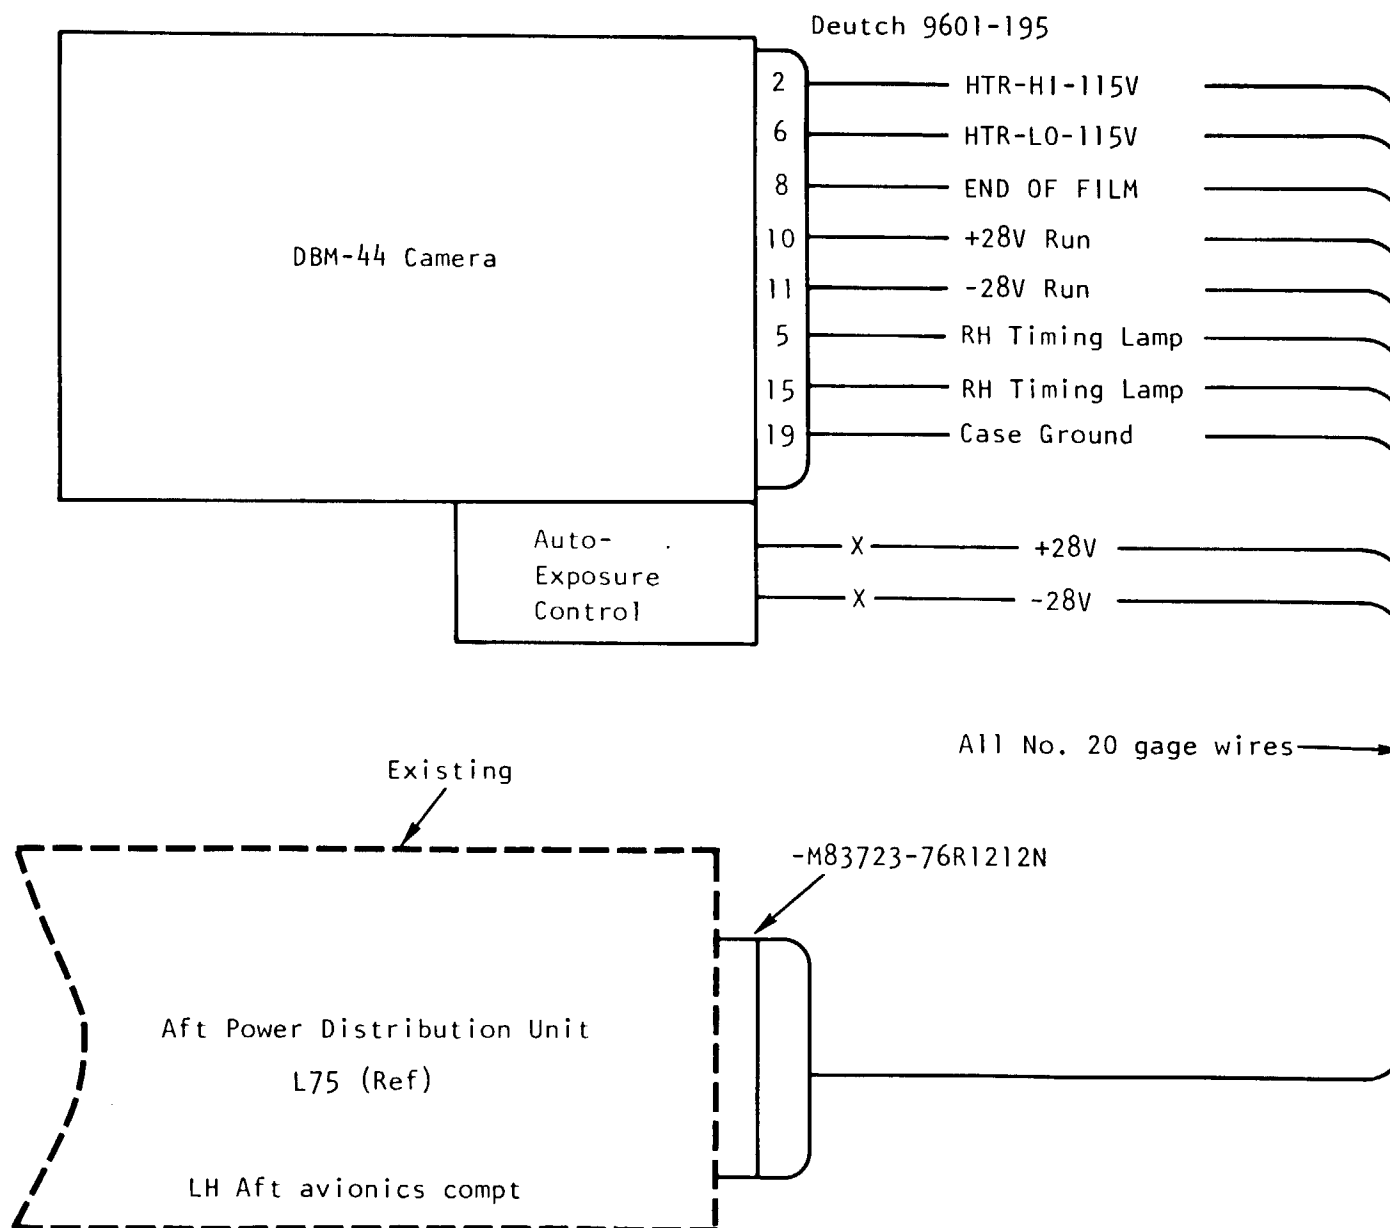 Deutch 9601-195
2 HTR-HI-115V
6 HTR-LO-115V
8 END OF FILM
DBM-44 Camera
10 +28V Run
11 -28V Run
5 RH Timing Lamp
15 RH Timing Lamp
19 Case Ground
Auto-
Exposure
Control
X +28V
X -28V
All No. 20 gage wires
Existing
-M83723-76R1212N
Aft Power Distribution Unit
L75 (Ref)
LH Aft avionics compt